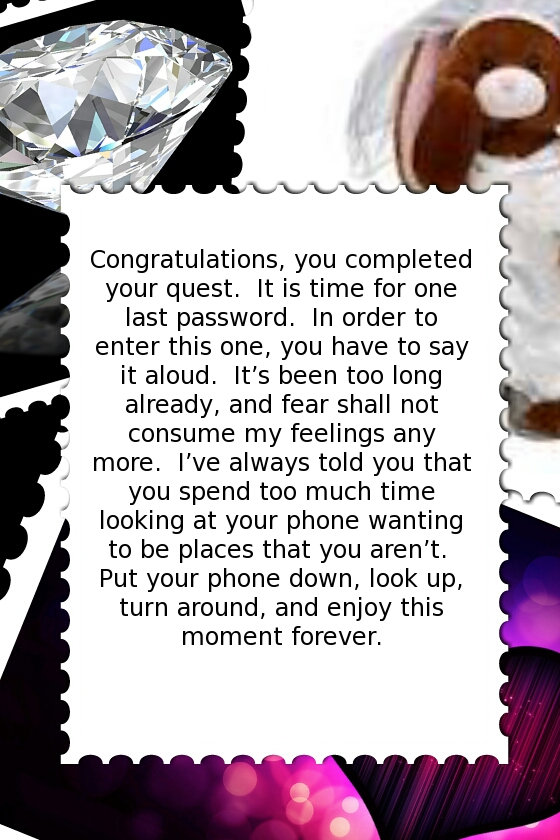 Congratulations, you completed
your quest.  It is time for one
last password.  In order to
enter this one, you have to say
it aloud.  It’s been too long
already, and fear shall not
consume my feelings any
more.  I’ve always told you that
you spend too much time
looking at your phone wanting
to be places that you aren’t.
Put your phone down, look up,
turn around, and enjoy this
moment forever.